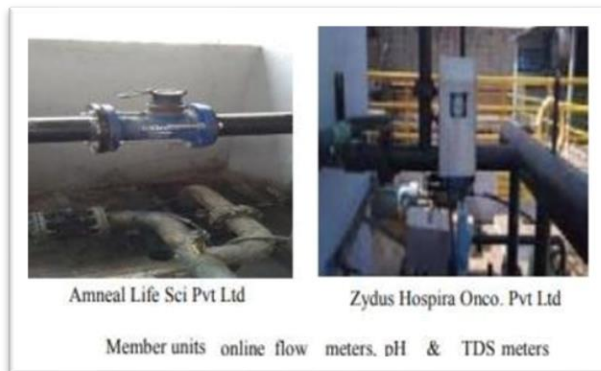 Amneal Life Sci Pvt Ltd
Zydus Hospira Onco. Pvt Ltd
Member units online flow meters, pH & TDS meters